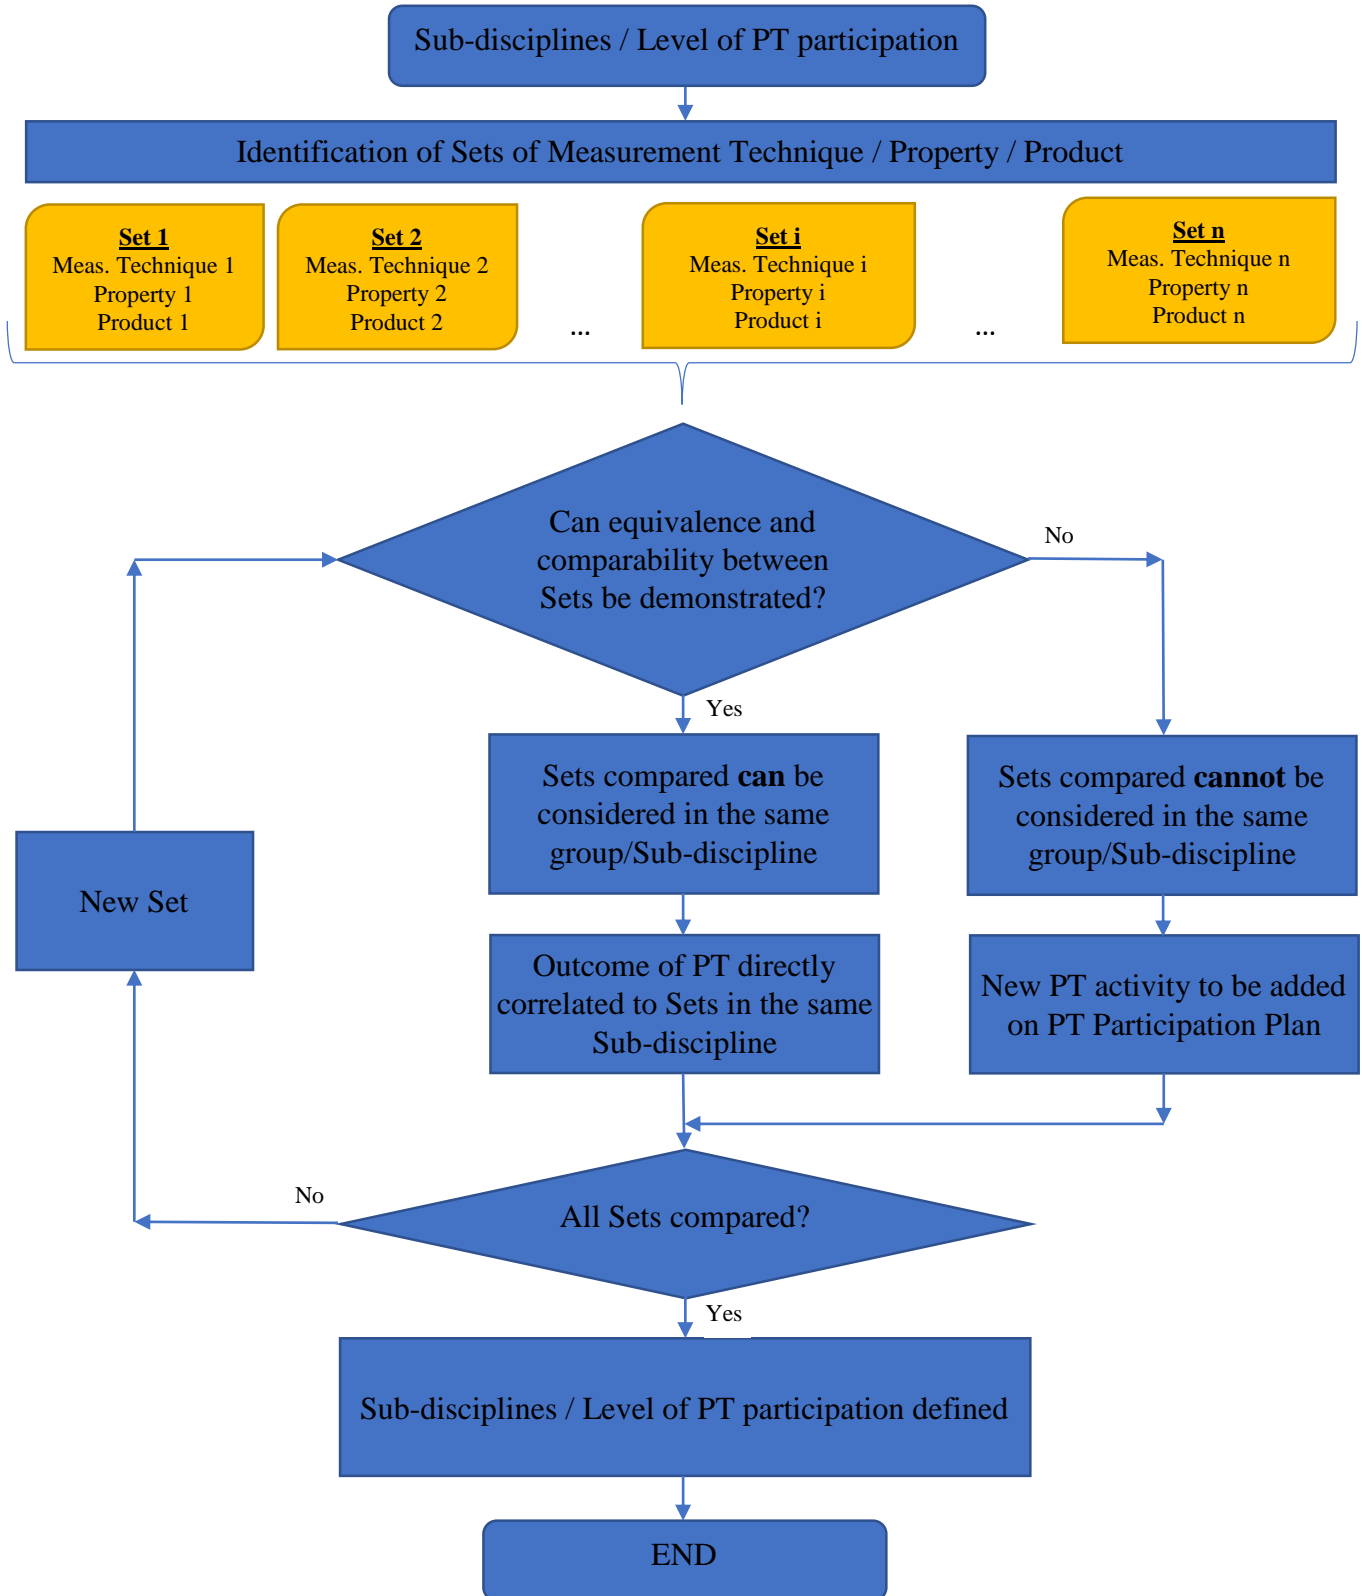 Sub-disciplines / Level of PT participation
Identification of Sets of Measurement Technique / Property / Product
Set 1
Meas. Technique 1
Property 1
Product 1
Set 2
Meas. Technique 2
Property 2
Product 2
...
Set i
Meas. Technique i
Property i
Product i
...
Set n
Meas. Technique n
Property n
Product n
Can equivalence and
comparability between
Sets be demonstrated?
No
Yes
Sets compared can be
considered in the same
group/Sub-discipline
Sets compared cannot be
considered in the same
group/Sub-discipline
New Set
Outcome of PT directly
correlated to Sets in the same
Sub-discipline
New PT activity to be added
on PT Participation Plan
No
All Sets compared?
Yes
Sub-disciplines / Level of PT participation defined
END